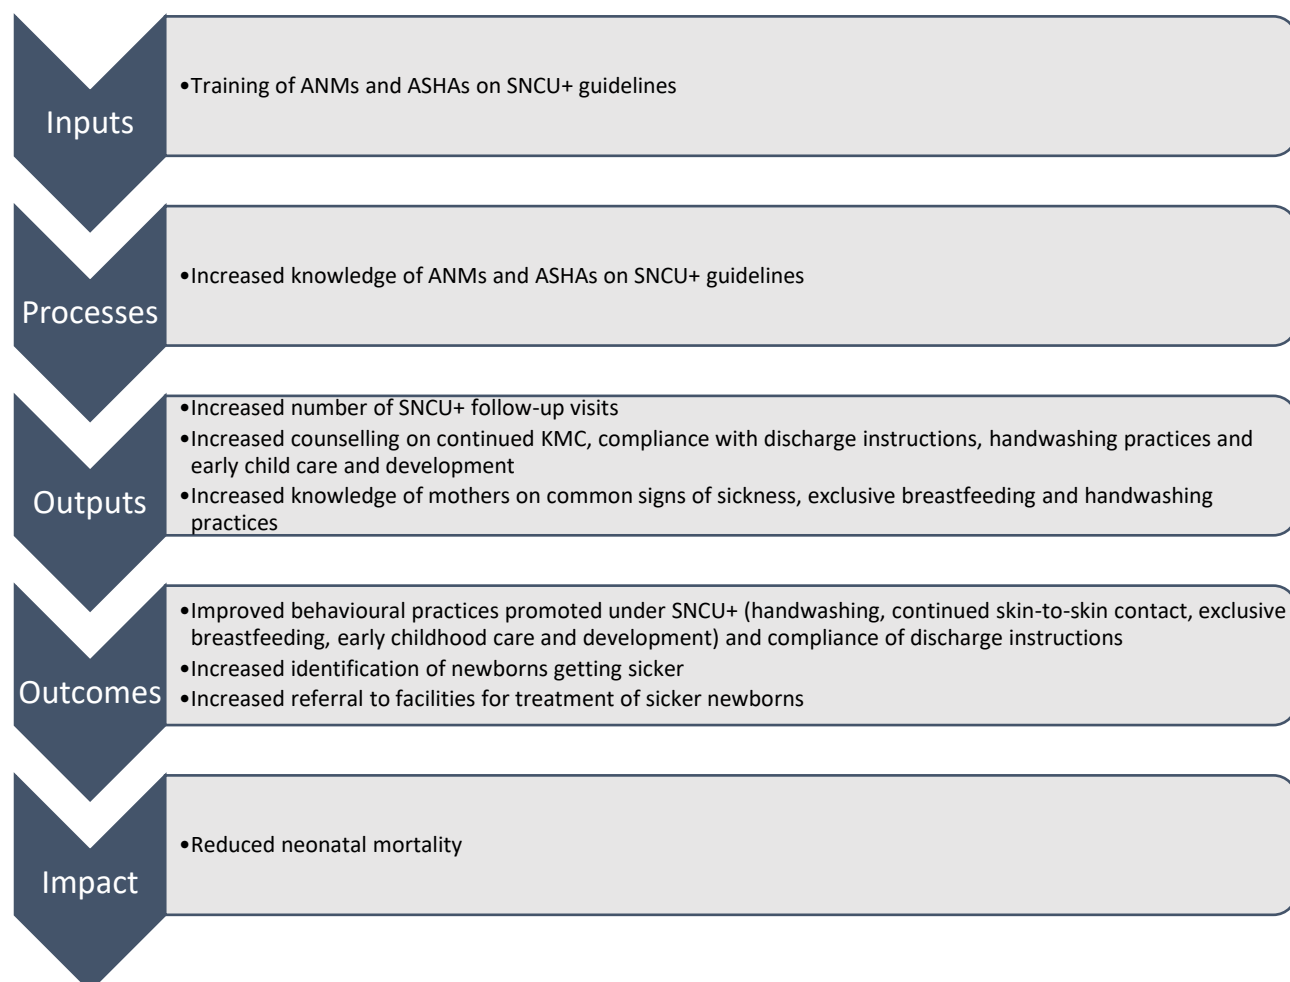 Inputs
•Training of ANMs and ASHAs on SNCU+ guidelines
Processes
•Increased knowledge of ANMs and ASHAs on SNCU+ guidelines
Outputs
•Increased number of SNCU+ follow-up visits
•Increased counselling on continued KMC, compliance with discharge instructions, handwashing practices and
early child care and development
•Increased knowledge of mothers on common signs of sickness, exclusive breastfeeding and handwashing
practices
Outcomes
•Improved behavioural practices promoted under SNCU+ (handwashing, continued skin-to-skin contact, exclusive
breastfeeding, early childhood care and development) and compliance of discharge instructions
•Increased identification of newborns getting sicker
•Increased referral to facilities for treatment of sicker newborns
Impact
•Reduced neonatal mortality